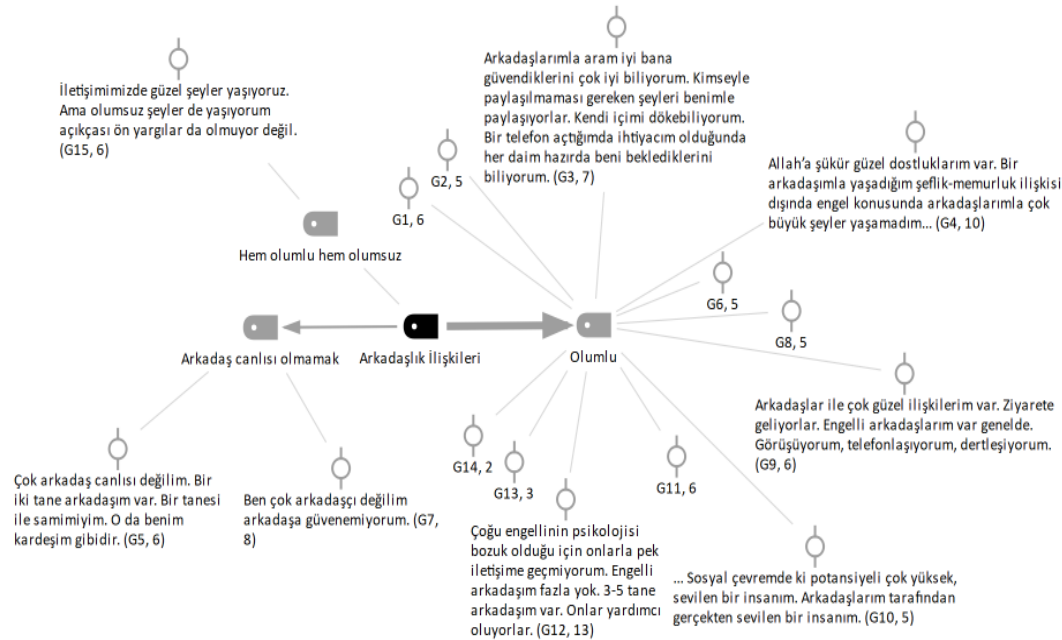 İletişimimizde güzel şeyler yaşıyoruz.
Ama olumsuz şeyler de yaşıyorum
açıkçası ön yargılar da olmuyor değil.
(G15, 6)
Hem olumlu hem olumsuz
G1, 6
G2, 5
Arkadaşlarımla aram iyi bana
güvendiklerini çok iyi biliyorum. Kimseyle
paylaşılmaması gereken şeyleri benimle
paylaşıyorlar. Kendi içimi dökebiliyorum.
Bir telefon açtığımda ihtiyacım olduğunda
her daim hazırda beni beklediklerini
biliyorum. (G3, 7)
Allah’a şükür güzel dostluklarım var. Bir
arkadaşımla yaşadığım şeflik-memurluk ilişkisi
dışında engel konusunda arkadaşlarımla çok
büyük şeyler yaşamadım... (G4, 10)
G6, 5
G8, 5
Arkadaş canlısı olmamak
Arkadaşlık İlişkileri
Olumlu
Arkadaşlar ile çok güzel ilişkilerim var. Ziyarete
geliyorlar. Engelli arkadaşlarım var genelde.
Görüşüyorum, telefonlaşıyorum, dertleşiyorum.
(G9, 6)
Çok arkadaş canlısı değilim. Bir
iki tane arkadaşım var. Bir tanesi
ile samimiyim. O da benim
kardeşim gibidir. (G5, 6)
Ben çok arkadaşçı değilim
arkadaşa güvenemiyorum. (G7,
8)
G14, 2
G13, 3
Çoğu engellinin psikolojisi
bozuk olduğu için onlarla pek
iletişime geçmiyorum. Engelli
arkadaşım fazla yok. 3-5 tane
arkadaşım var. Onlar yardımcı
oluyorlar. (G12, 13)
G11, 6
... Sosyal çevremde ki potansiyeli çok yüksek,
sevilen bir insanım. Arkadaşlarım tarafından
gerçekten sevilen bir insanım. (G10, 5)